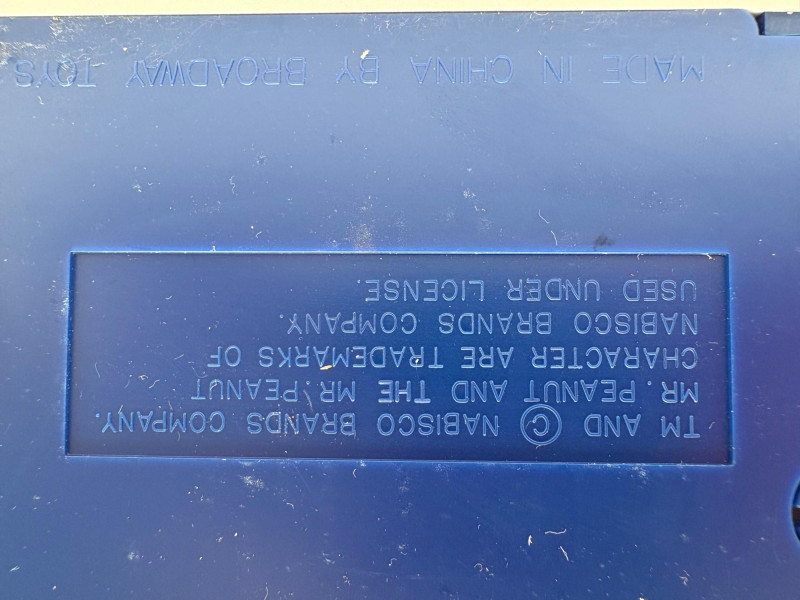 TM AND © NABISCO BRANDS COMPANY.
MR. PEANUT AND THE MR. PEANUT
CHARACTER ARE TRADEMARKS OF
NABISCO BRANDS COMPANY.
USED UNDER LICENSE.
MADE IN CHINA BY BROADWAY TOYS